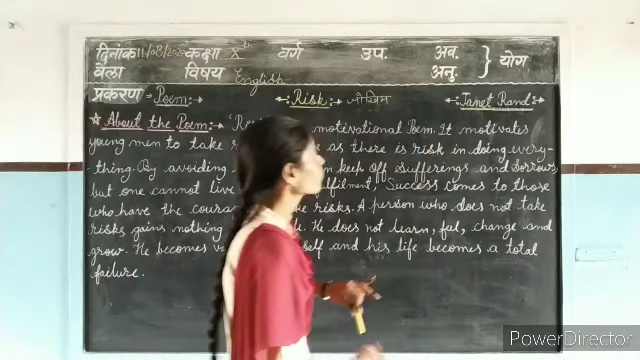 दिनांक 11/08/20 कक्षा Xth वर्ग उप. अव. } योग
वेला विषय English अनु.
प्रकरण → Poem → ← Risk → जोखिम ← Janet Rand →
★ About the Poem: → motivational Poem. It motivates
young men to take as there is risk in doing every-
-thing. By avoiding keep off sufferings and sorrows,
but one cannot live fulfilment. Success comes to those
who have the risks. A person who does not take
risks gains nothing He does not learn, feel, change and
grow. He becomes self and his life becomes a total
failure.
PowerDirector